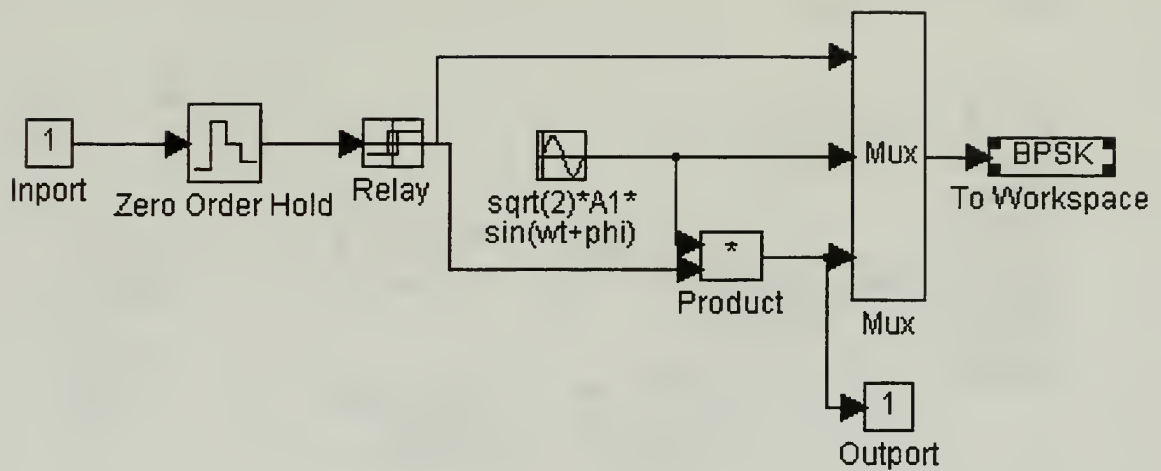 1
Inport
Zero Order Hold
Relay
sqrt(2)*A1*
sin(wt+phi)
*
Product
Mux
Mux
BPSK
To Workspace
1
Outport